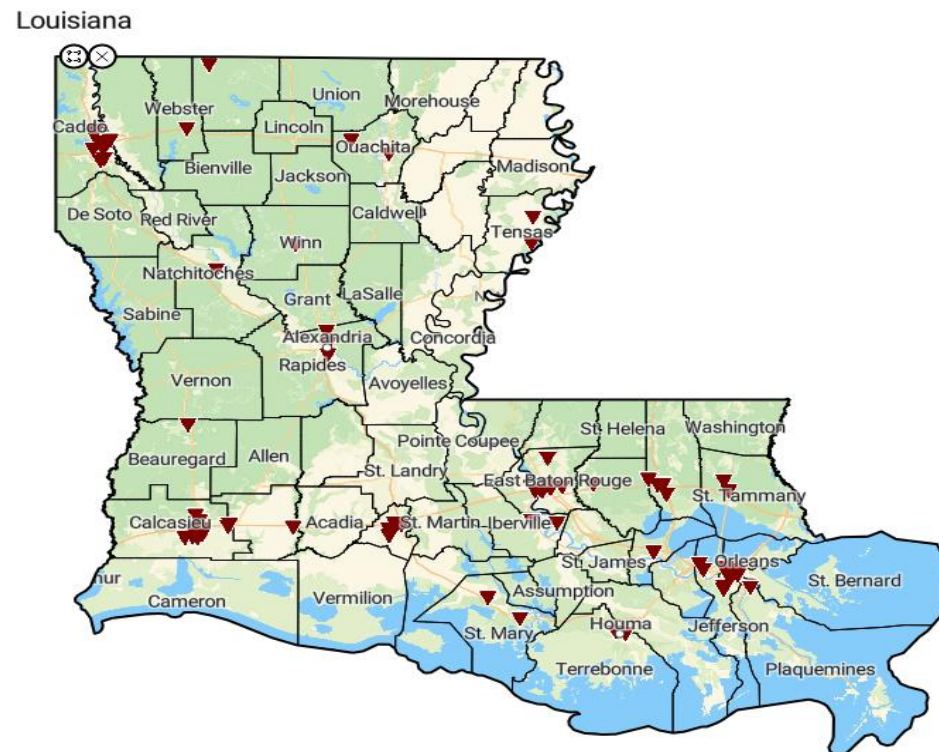 Louisiana
Union
Morehouse
Webster
Caddo
Lincoln
Ouachita
Bienville
Jackson
Madison
De Soto
Red River
Caldwell
Tensas
Winn
Natchitoches
Grant
LaSalle
Sabine
Alexandria
Concordia
Rapides
Avoyelles
Vernon
Beauregard
Allen
Pointe Coupee
St. Helena
Washington
St. Landry
East Baton Rouge
St. Tammany
Calcasieu
Acadia
St. Martin
Iberville
St. James
Orleans
St. Bernard
Cameron
Vermilion
Assumption
St. Mary
Houma
Jefferson
Terrebonne
Plaquemines